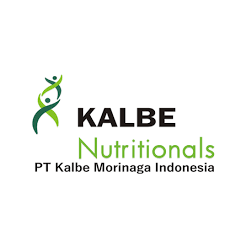 KALBE
Nutritionals
PT Kalbe Morinaga Indonesia